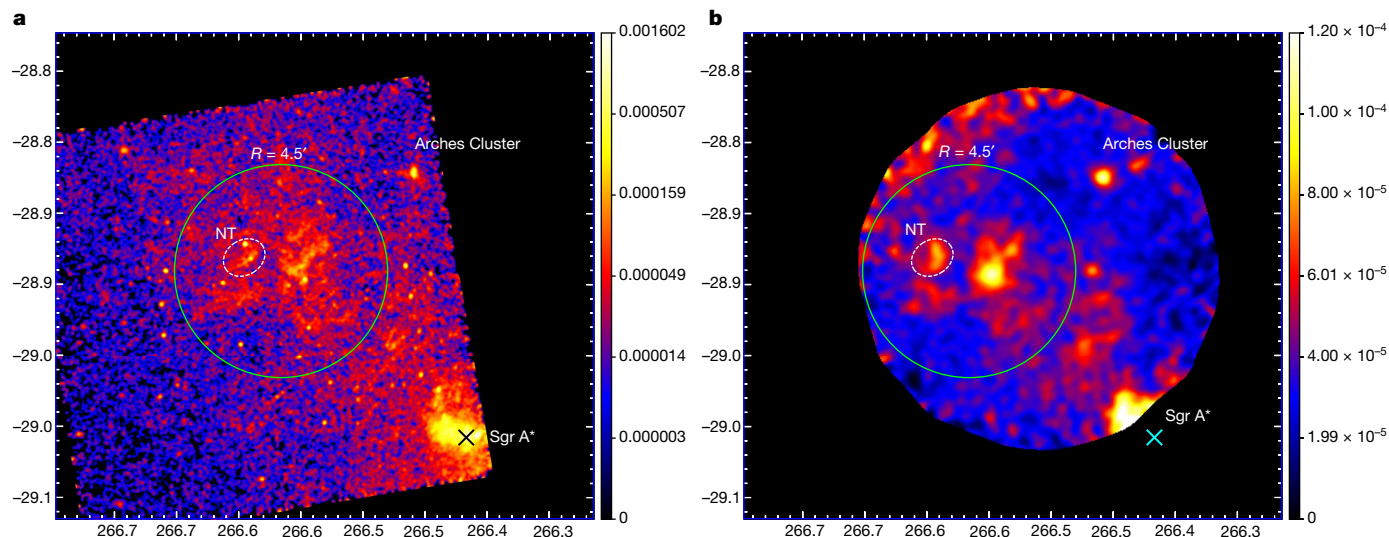 a
b
−28.8
−28.8
−28.9
−28.9
−29.0
−29.0
−29.1
266.7
266.7
266.6
266.6
266.5
266.5
266.4
266.3
Arches Cluster
R = 4.5′
NT
Sgr A*
0.001602
0.000507
0.000159
0.000049
0.000014
0.000003
0
−28.8
−28.8
−28.9
−28.9
−29.0
−29.0
−29.1
266.7
266.7
266.6
266.6
266.5
266.5
266.4
266.3
Arches Cluster
R = 4.5′
NT
Sgr A*
1.20 × 10⁻⁴
1.00 × 10⁻⁴
8.00 × 10⁻⁵
6.01 × 10⁻⁵
4.00 × 10⁻⁵
1.99 × 10⁻⁵
0